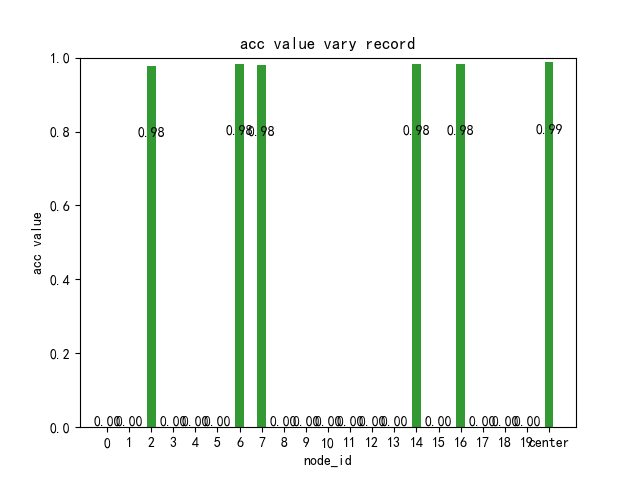 acc value vary record
acc value
1.0
0.8
0.6
0.4
0.2
0.0
0.00 0.00 0.98 0.00 0.00 0.00 0.98 0.98 0.00 0.00 0.00 0.00 0.00 0.00 0.98 0.00 0.98 0.00 0.00 0.00 0.99
0 1 2 3 4 5 6 7 8 9 10 11 12 13 14 15 16 17 18 19 center
node_id